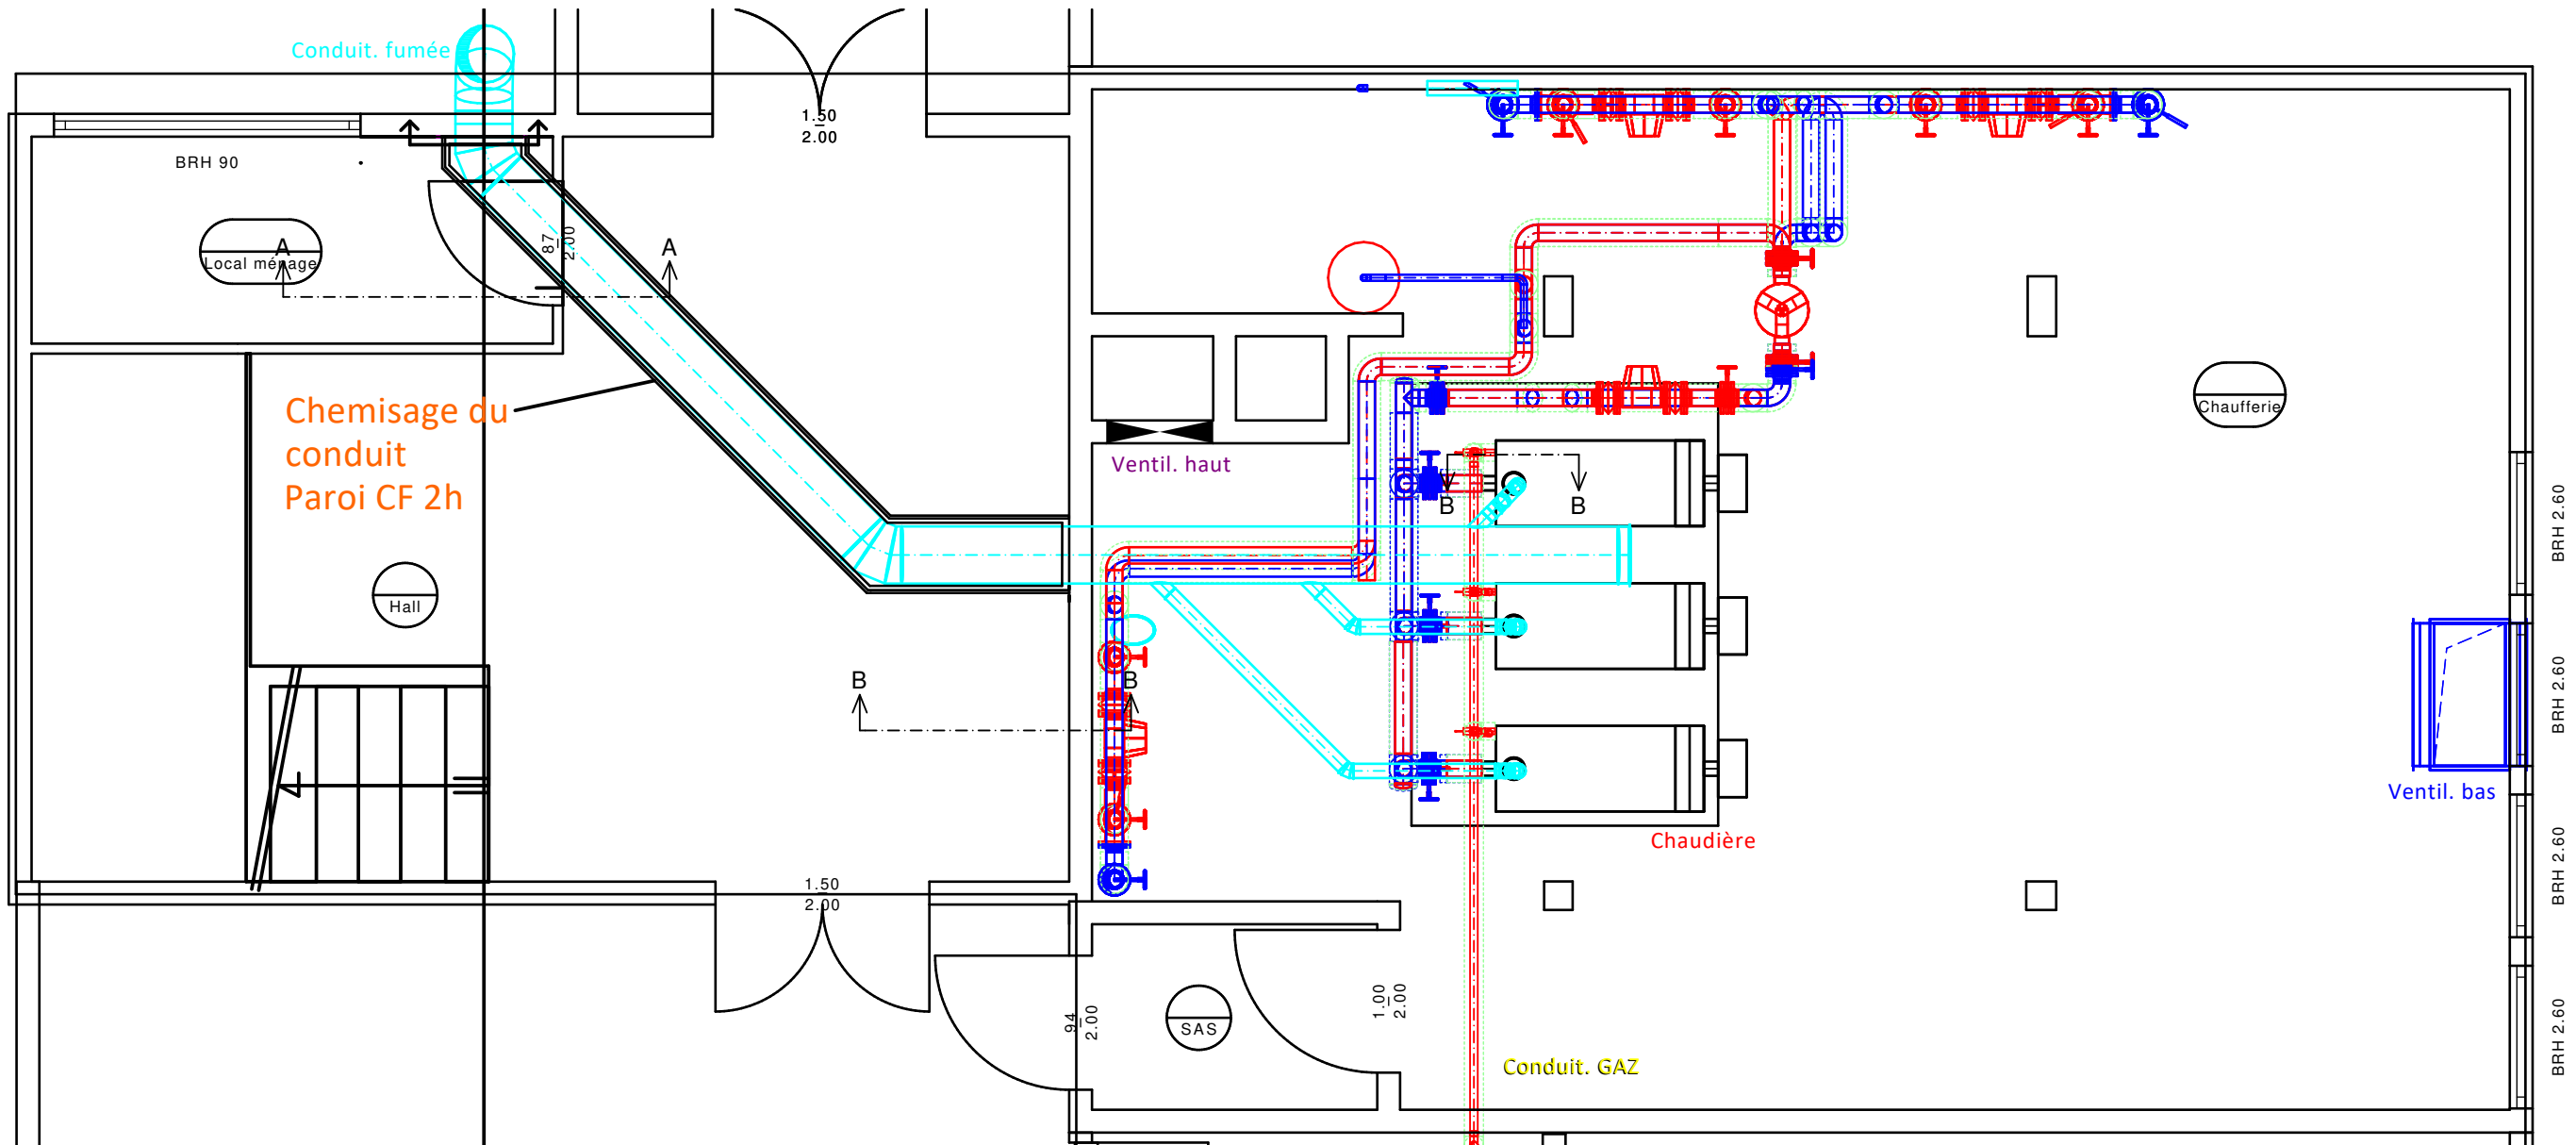 Conduit. fumée
1.50
2.00
BRH 90
A
A
Local ménage
87
2.00
Chemisage du
conduit
Paroi CF 2h
Hall
Ventil. haut
B
B
Chaufferie
BRH 2.60
BRH 2.60
BRH 2.60
BRH 2.60
B
B
Ventil. bas
Chaudière
1.50
2.00
94
2.00
SAS
1.00
2.00
Conduit. GAZ